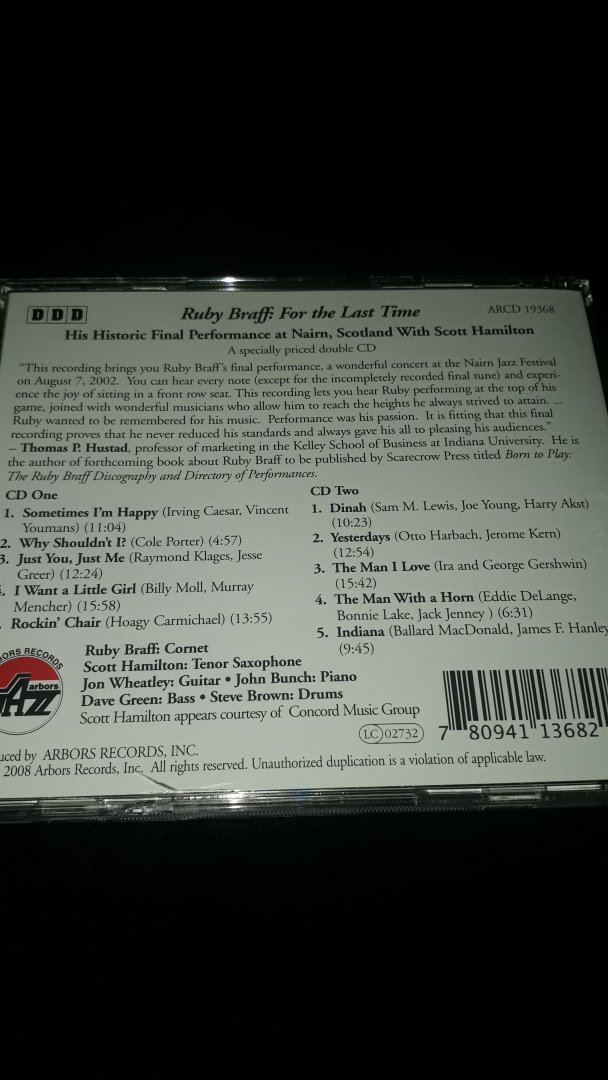 DDD
Ruby Braff: For the Last Time
ARCD 19368
His Historic Final Performance at Nairn, Scotland With Scott Hamilton
A specially priced double CD
"This recording brings you Ruby Braff's final performance, a wonderful concert at the Nairn Jazz Festival
on August 7, 2002. You can hear every note (except for the incompletely recorded final tune) and experi-
ence the joy of sitting in a front row seat. This recording lets you hear Ruby performing at the top of his
game, joined with wonderful musicians who allow him to reach the heights he always strived to attain. ...
Ruby wanted to be remembered for his music. Performance was his passion. It is fitting that this final
recording proves that he never reduced his standards and always gave his all to pleasing his audiences."
– Thomas P. Hustad, professor of marketing in the Kelley School of Business at Indiana University. He is
the author of forthcoming book about Ruby Braff to be published by Scarecrow Press titled Born to Play:
The Ruby Braff Discography and Directory of Performances.
CD One
1. Sometimes I'm Happy (Irving Caesar, Vincent
Youmans) (11:04)
2. Why Shouldn't I? (Cole Porter) (4:57)
3. Just You, Just Me (Raymond Klages, Jesse
Greer) (12:24)
. I Want a Little Girl (Billy Moll, Murray
Mencher) (15:58)
. Rockin' Chair (Hoagy Carmichael) (13:55)
CD Two
1. Dinah (Sam M. Lewis, Joe Young, Harry Akst)
(10:23)
2. Yesterdays (Otto Harbach, Jerome Kern)
(12:54)
3. The Man I Love (Ira and George Gershwin)
(15:42)
4. The Man With a Horn (Eddie DeLange,
Bonnie Lake, Jack Jenney ) (6:31)
5. Indiana (Ballard MacDonald, James F. Hanley
(9:45)
BORS RECORDS
arbors
Jazz
Ruby Braff: Cornet
Scott Hamilton: Tenor Saxophone
Jon Wheatley: Guitar • John Bunch: Piano
Dave Green: Bass • Steve Brown: Drums
Scott Hamilton appears courtesy of Concord Music Group
LC 02732
7 80941 13682
uced by ARBORS RECORDS, INC.
2008 Arbors Records, Inc. All rights reserved. Unauthorized duplication is a violation of applicable law.